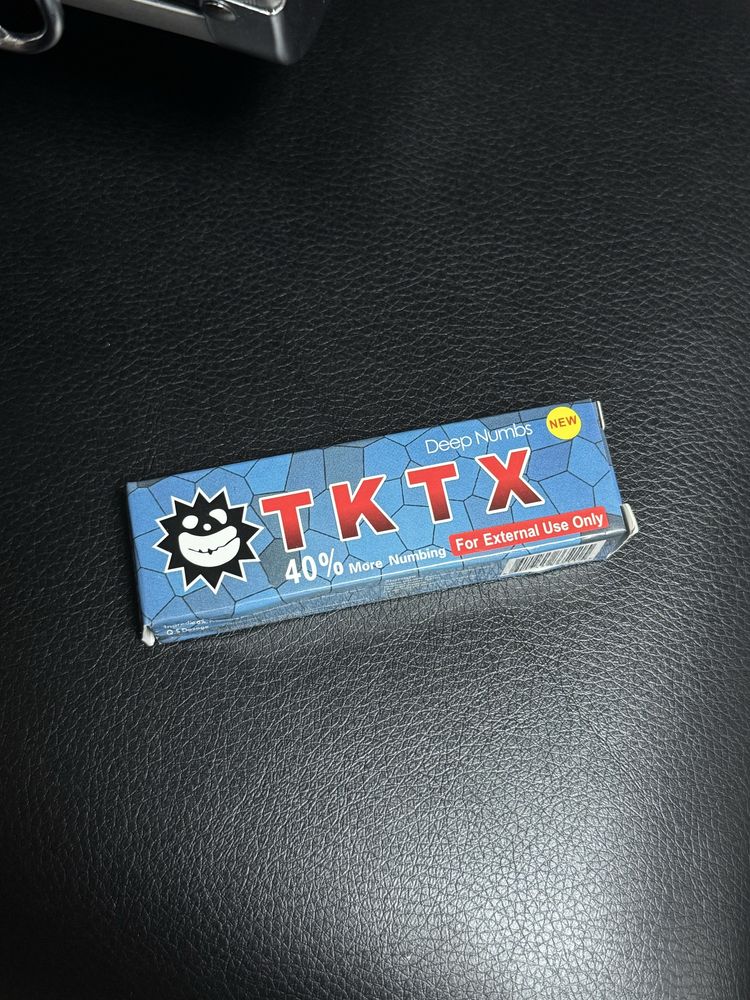 Deep Numbs
NEW
TKTX
40% More Numbing
For External Use Only